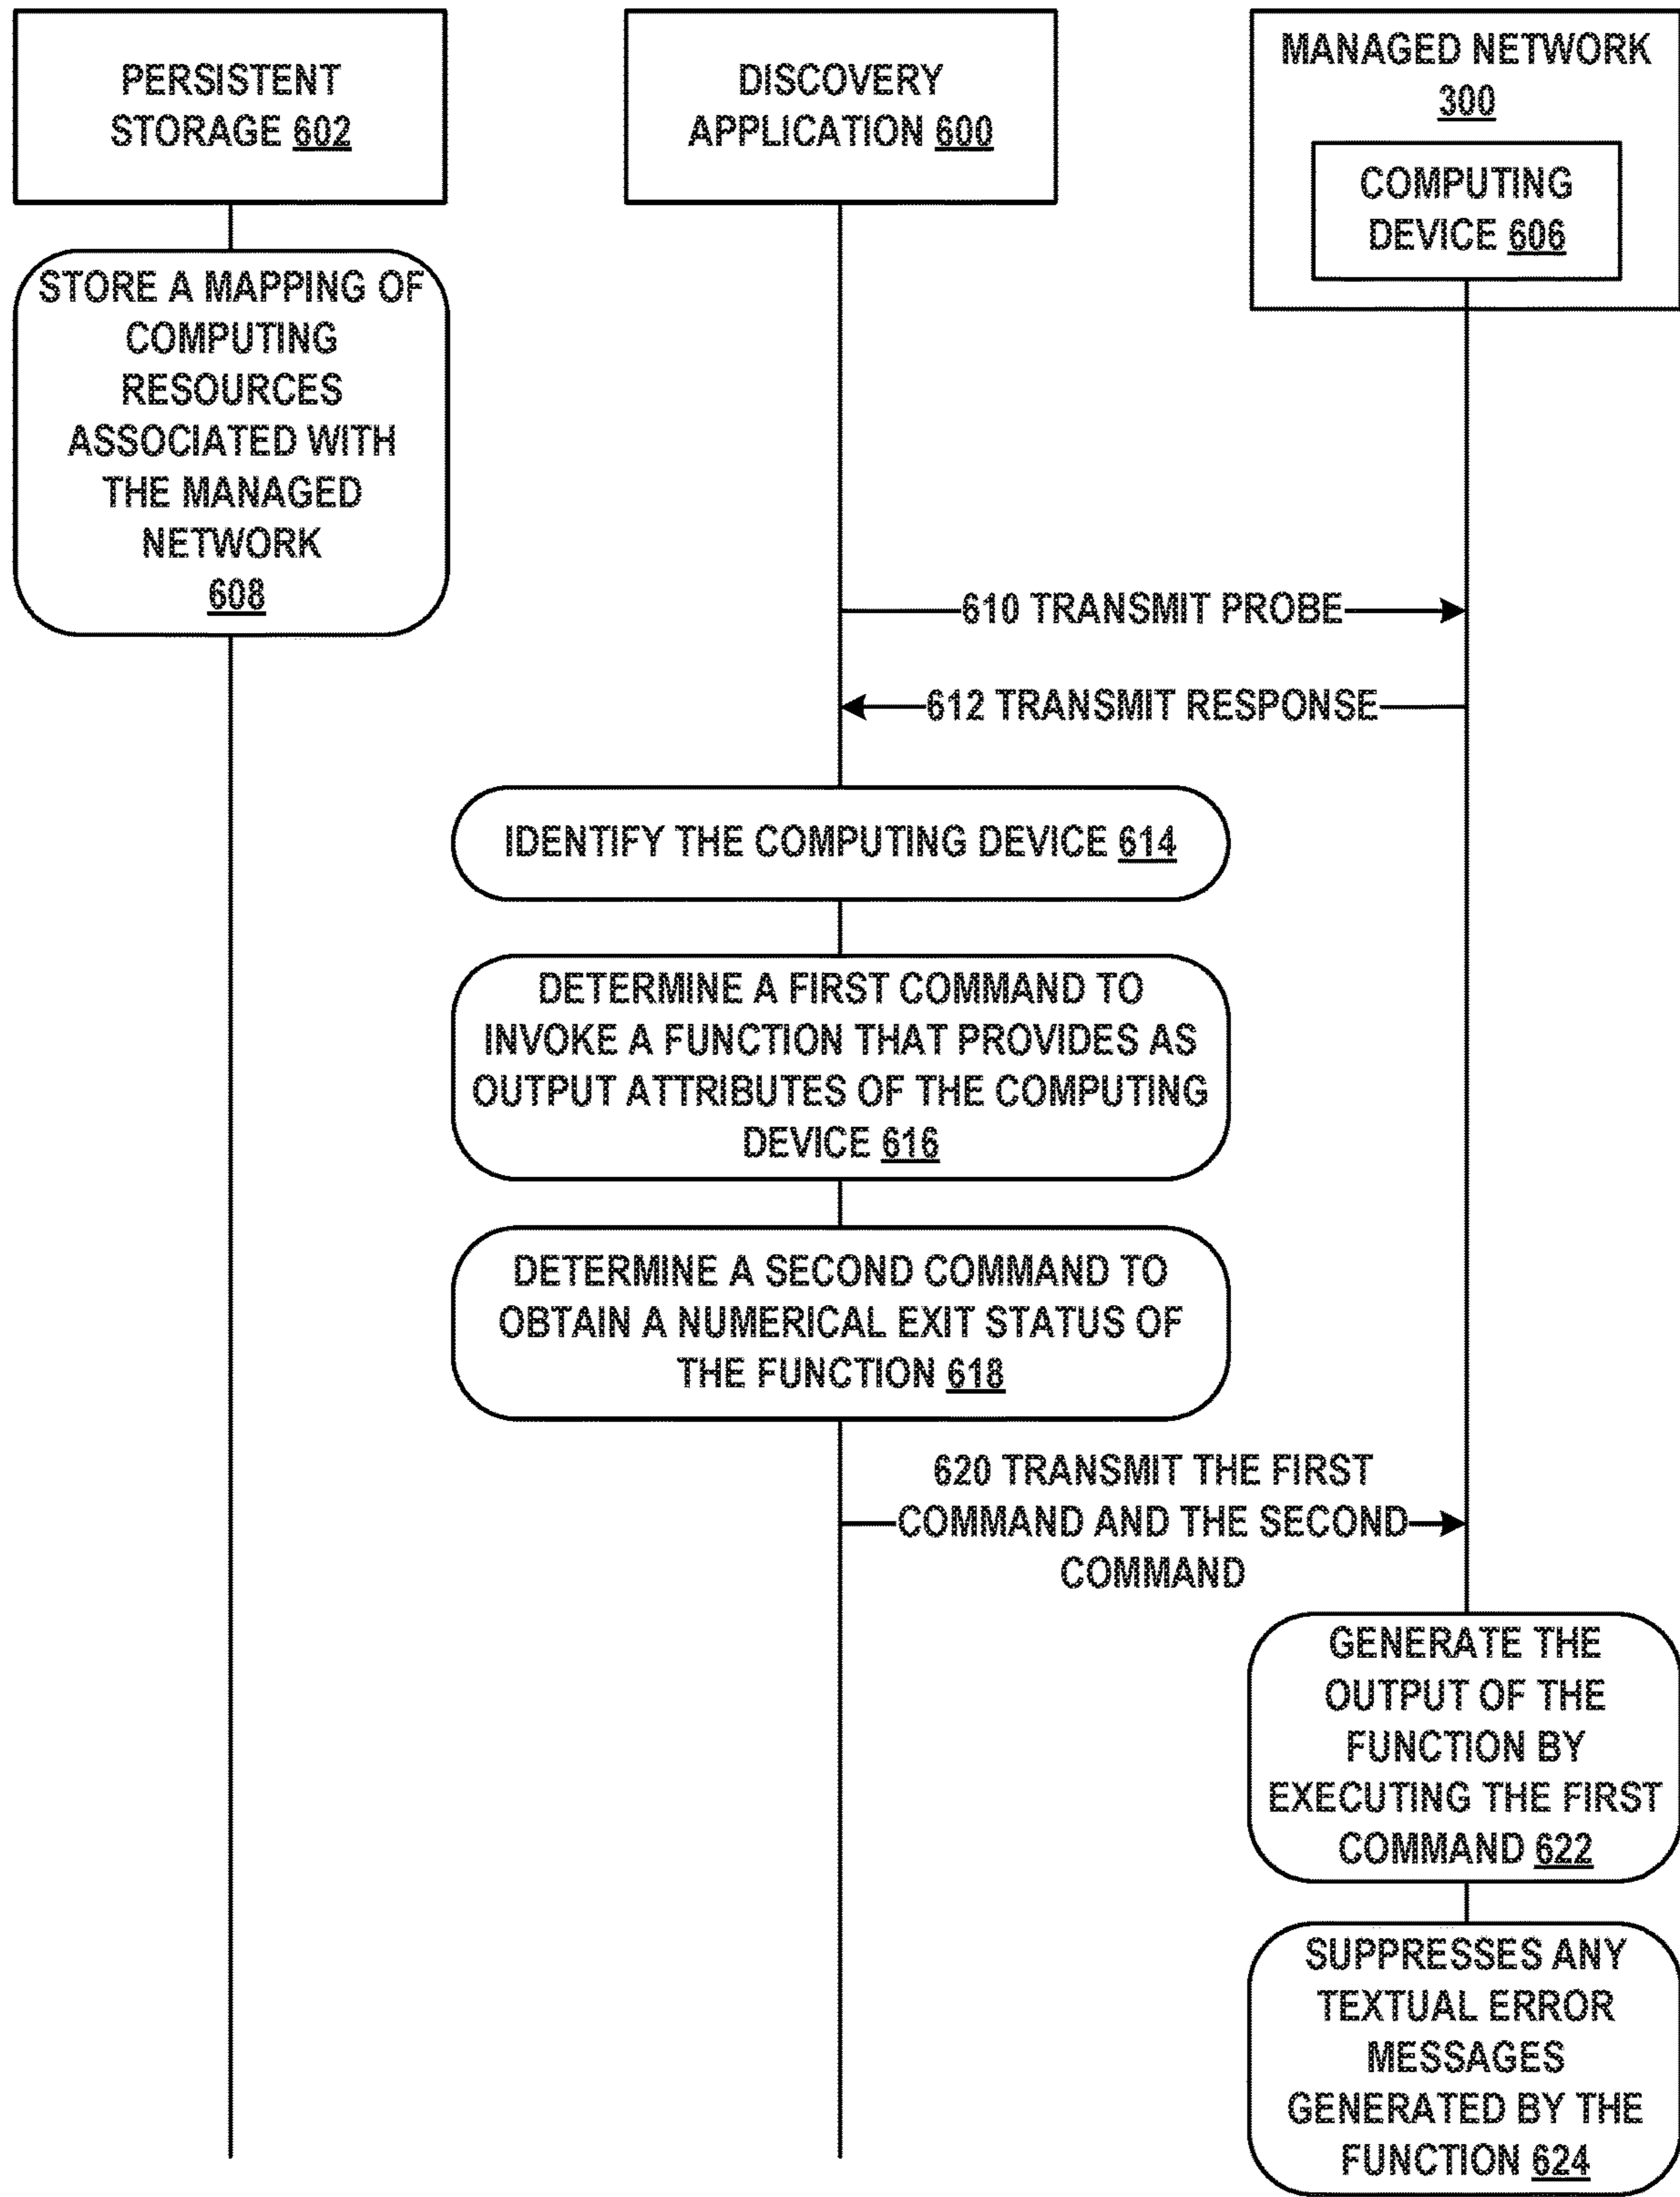 PERSISTENT
STORAGE 602
DISCOVERY
APPLICATION 600
MANAGED NETWORK
300
COMPUTING
DEVICE 606
STORE A MAPPING OF
COMPUTING
RESOURCES
ASSOCIATED WITH
THE MANAGED
NETWORK
608
610 TRANSMIT PROBE
612 TRANSMIT RESPONSE
IDENTIFY THE COMPUTING DEVICE 614
DETERMINE A FIRST COMMAND TO
INVOKE A FUNCTION THAT PROVIDES AS
OUTPUT ATTRIBUTES OF THE COMPUTING
DEVICE 616
DETERMINE A SECOND COMMAND TO
OBTAIN A NUMERICAL EXIT STATUS OF
THE FUNCTION 618
620 TRANSMIT THE FIRST
COMMAND AND THE SECOND
COMMAND
GENERATE THE
OUTPUT OF THE
FUNCTION BY
EXECUTING THE FIRST
COMMAND 622
SUPPRESSES ANY
TEXTUAL ERROR
MESSAGES
GENERATED BY THE
FUNCTION 624